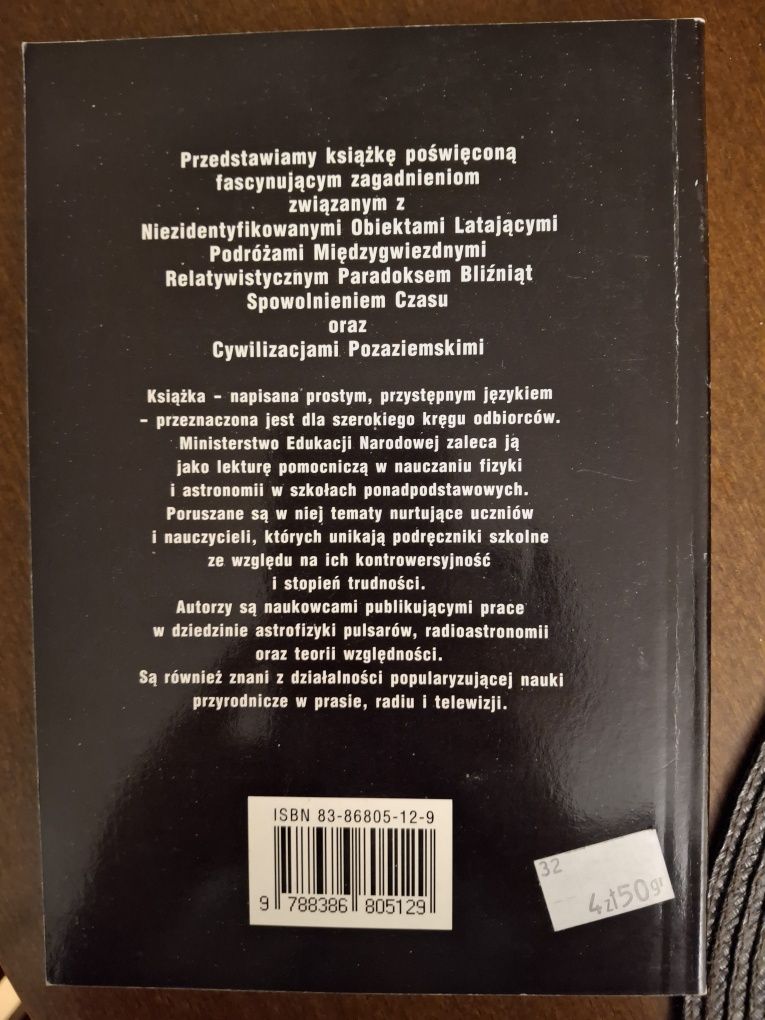 Przedstawiamy książkę poświęconą
fascynującym zagadnieniom
związanym z
Niezidentyfikowanymi Obiektami Latającymi
Podróżami Międzygwiezdnymi
Relatywistycznym Paradoksem Bliźniąt
Spowolnieniem Czasu
oraz
Cywilizacjami Pozaziemskimi
Książka – napisana prostym, przystępnym językiem
– przeznaczona jest dla szerokiego kręgu odbiorców.
Ministerstwo Edukacji Narodowej zaleca ją
jako lekturę pomocniczą w nauczaniu fizyki
i astronomii w szkołach ponadpodstawowych.
Poruszane są w niej tematy nurtujące uczniów
i nauczycieli, których unikają podręczniki szkolne
ze względu na ich kontrowersyjność
i stopień trudności.
Autorzy są naukowcami publikującymi prace
w dziedzinie astrofizyki pulsarów, radioastronomii
oraz teorii względności.
Są również znani z działalności popularyzującej nauki
przyrodnicze w prasie, radiu i telewizji.
ISBN 83-86805-12-9
9 788386 805129
32
4zł50gr